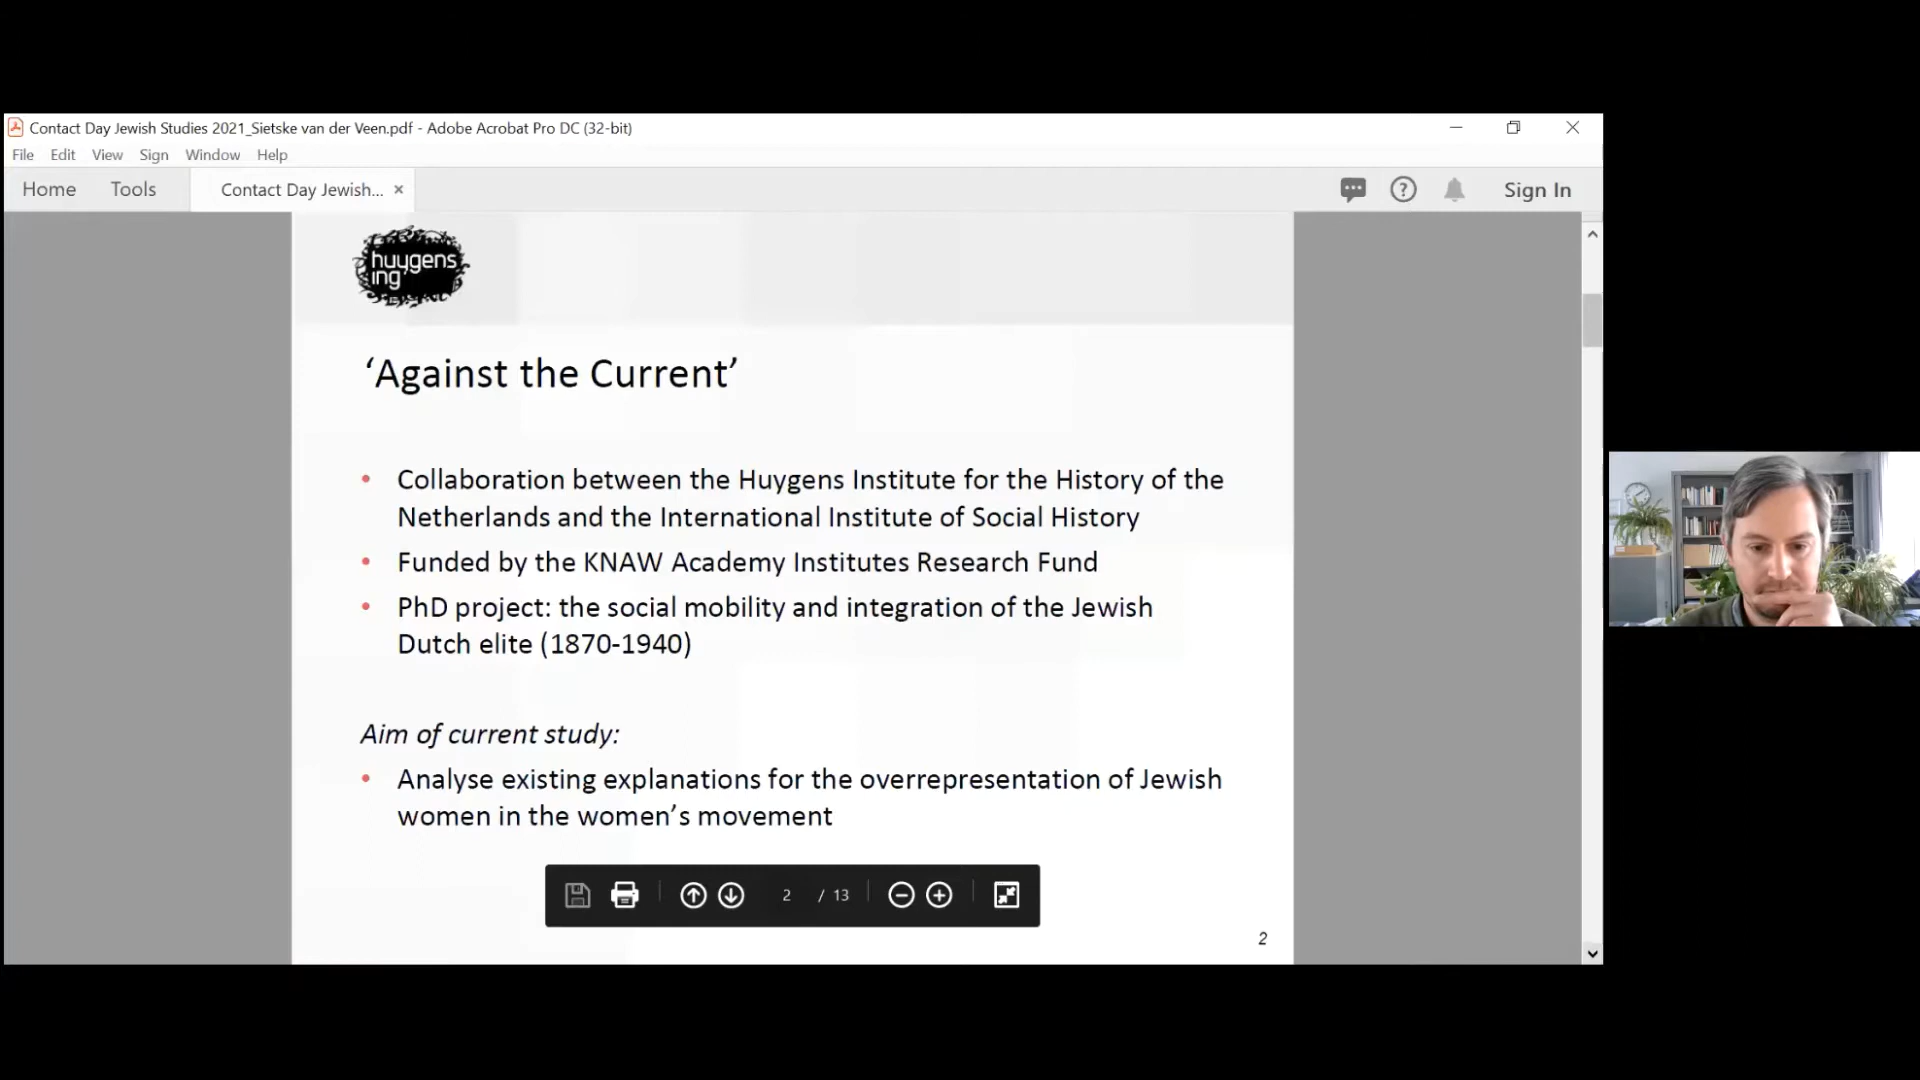 Contact Day Jewish Studies 2021_Sietske van der Veen.pdf - Adobe Acrobat Pro DC (32-bit)
File Edit View Sign Window Help
Home Tools Contact Day Jewish... × Sign In
huygens
ing
‘Against the Current’
• Collaboration between the Huygens Institute for the History of the
Netherlands and the International Institute of Social History
• Funded by the KNAW Academy Institutes Research Fund
• PhD project: the social mobility and integration of the Jewish
Dutch elite (1870-1940)
Aim of current study:
• Analyse existing explanations for the overrepresentation of Jewish
women in the women’s movement
2 / 13
2